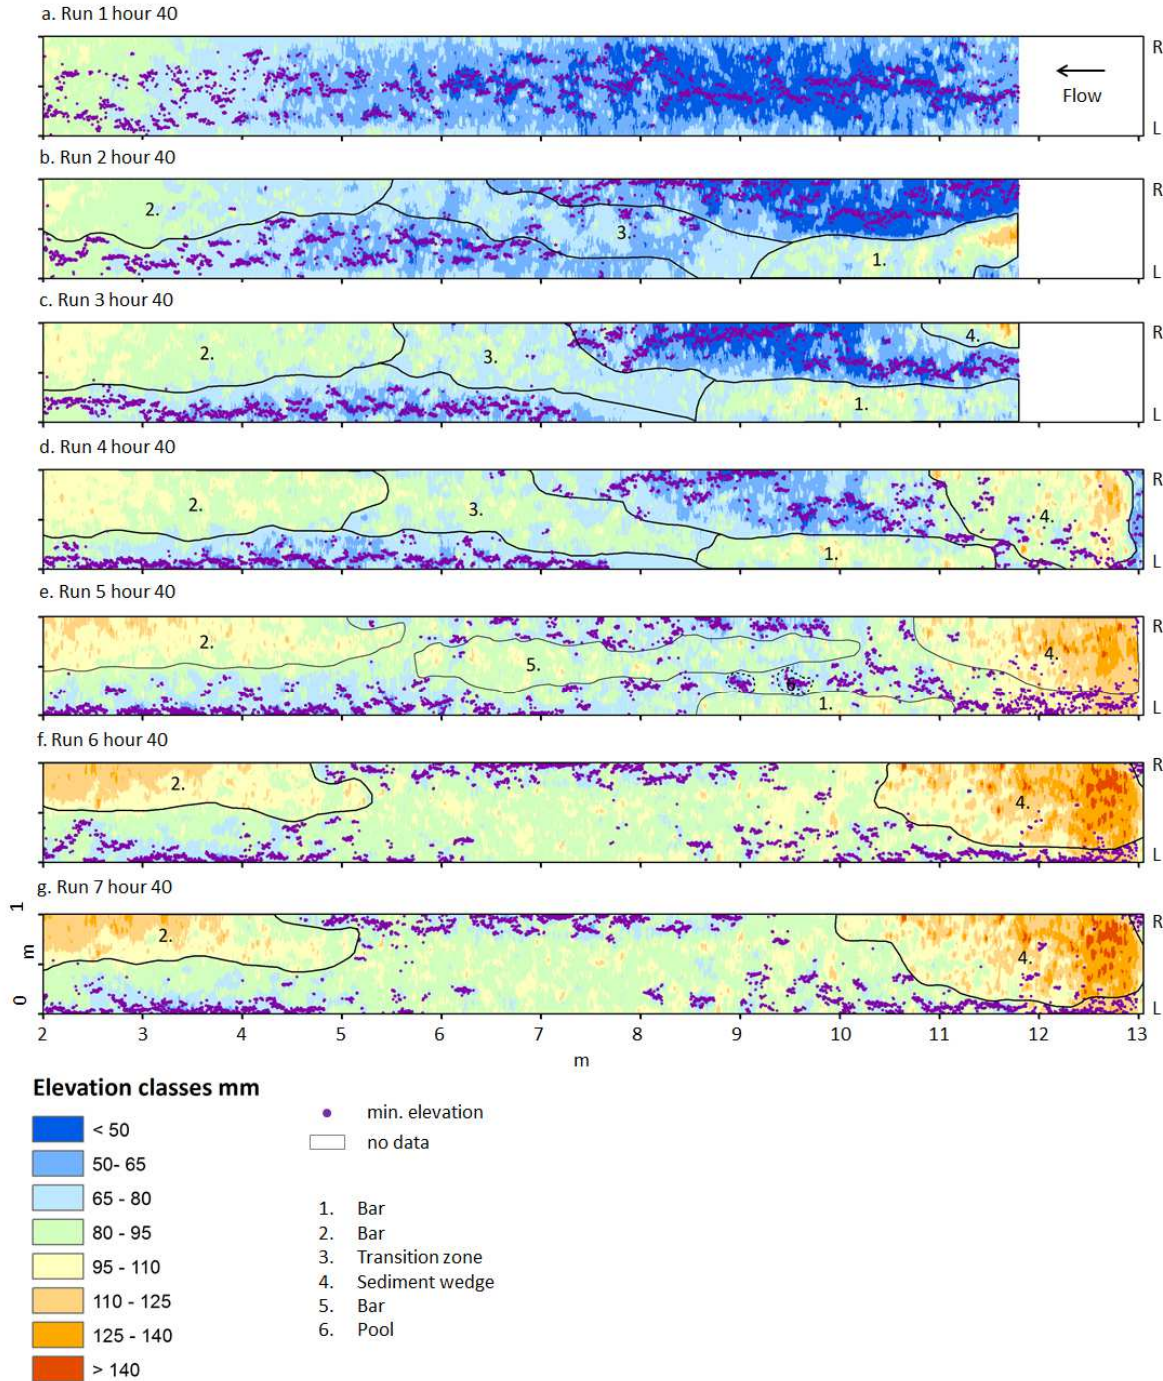 a. Run 1 hour 40
R
Flow
L
b. Run 2 hour 40
R
2.
3.
1.
L
c. Run 3 hour 40
R
4.
2.
3.
1.
L
d. Run 4 hour 40
R
2.
3.
4.
1.
L
e. Run 5 hour 40
R
2.
4.
5.
6.
1.
L
f. Run 6 hour 40
R
2.
4.
L
g. Run 7 hour 40
1
R
2.
m
4.
0
L
2 3 4 5 6 7 8 9 10 11 12 13
m
Elevation classes mm
< 50
50- 65
65 - 80
80 - 95
95 - 110
110 - 125
125 - 140
> 140
min. elevation
no data
1. Bar
2. Bar
3. Transition zone
4. Sediment wedge
5. Bar
6. Pool